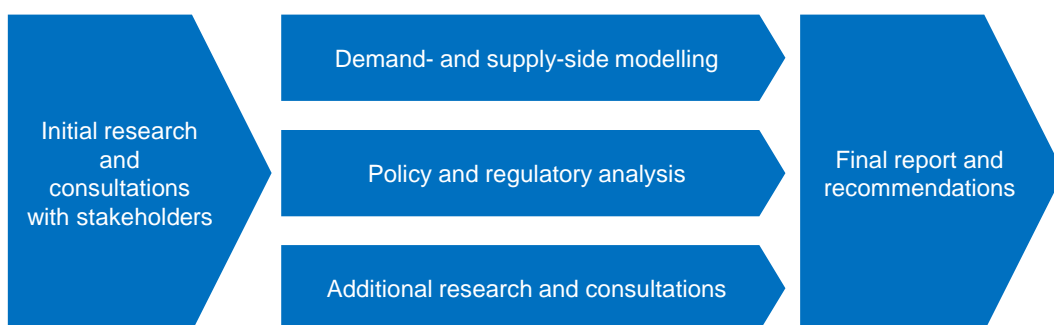 Initial research
and
consultations
with stakeholders
Demand- and supply-side modelling
Policy and regulatory analysis
Additional research and consultations
Final report and
recommendations